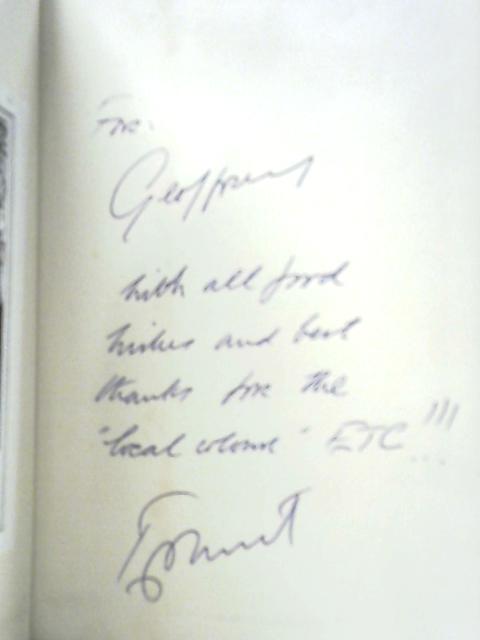 For:
Geoffrey
with all good
wishes and best
thanks for the
"local colour" ETC!!!